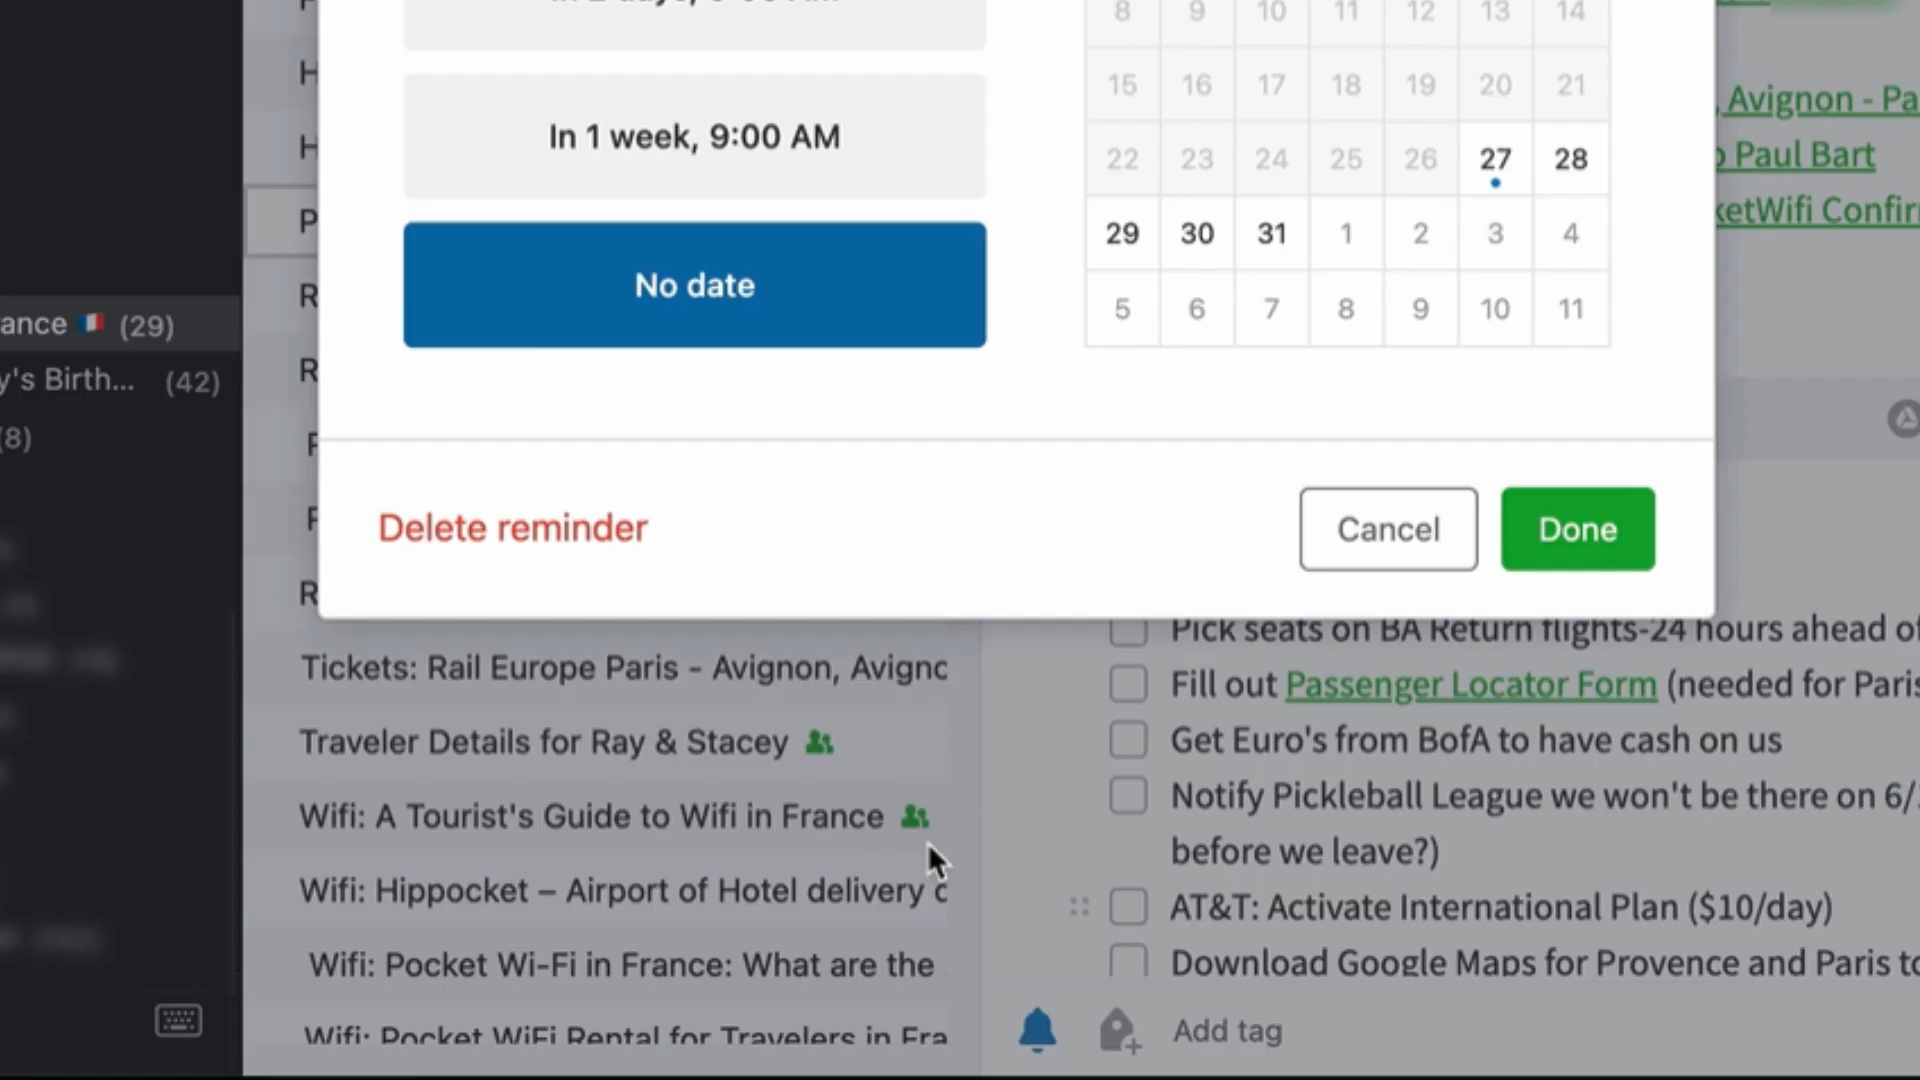 In 2 days, 9:00 AM
In 1 week, 9:00 AM
No date
8 9 10 11 12 13 14
15 16 17 18 19 20 21
22 23 24 25 26 27 28
29 30 31 1 2 3 4
5 6 7 8 9 10 11
Delete reminder
Cancel
Done
H
H
P
R
R
R
ance 🇫🇷 (29)
y's Birth... (42)
(8)
Tickets: Rail Europe Paris - Avignon, Avignc
Traveler Details for Ray & Stacey
Wifi: A Tourist's Guide to Wifi in France
Wifi: Hippocket – Airport of Hotel delivery
Wifi: Pocket Wi-Fi in France: What are the
Wifi: Pocket WiFi Rental for Travelers in Fra
, Avignon - Pa
Paul Bart
ketWifi Confir
Pick seats on BA Return flights-24 hours ahead of
Fill out Passenger Locator Form (needed for Paris
Get Euro's from BofA to have cash on us
Notify Pickleball League we won't be there on 6/
before we leave?)
AT&T: Activate International Plan ($10/day)
Download Google Maps for Provence and Paris to
Add tag